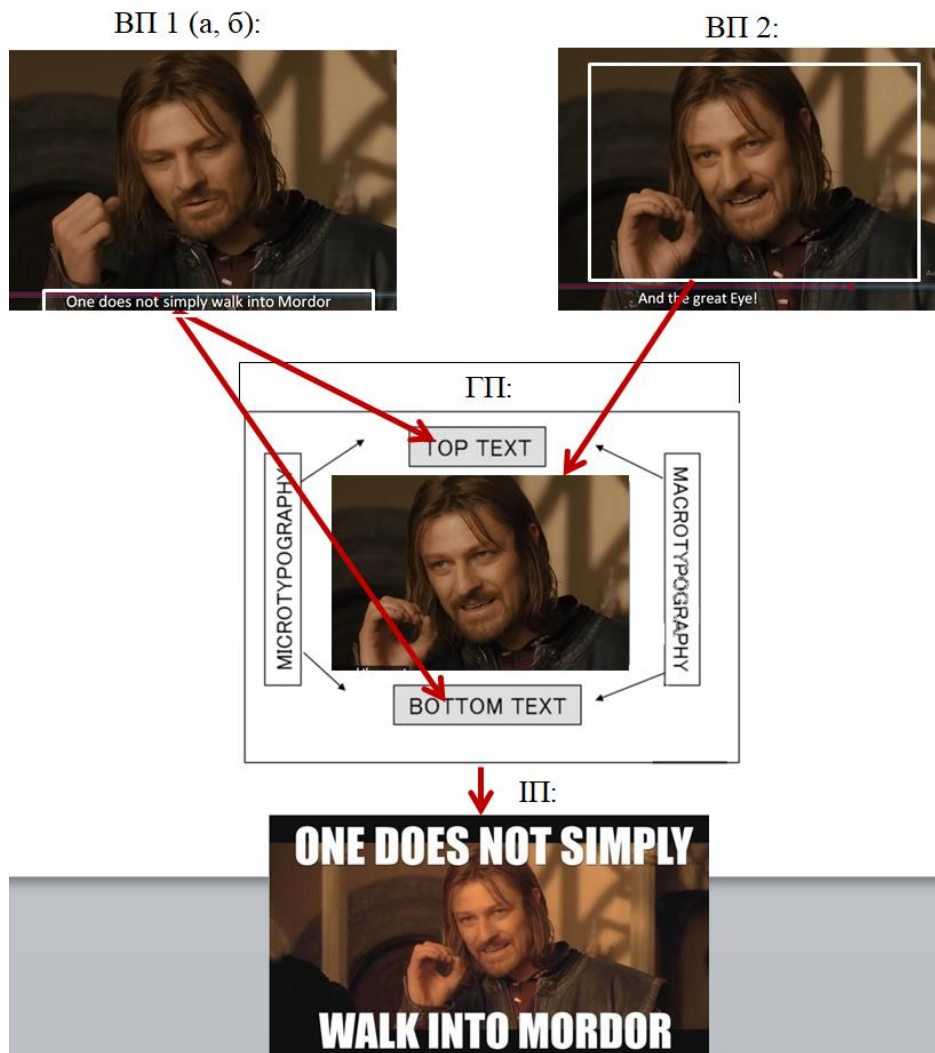 ВП 1 (а, б):
ВП 2:
One does not simply walk into Mordor
And the great Eye!
ГП:
TOP TEXT
MICROTYPOGRAPHY
MACROTYPOGRAPHY
BOTTOM TEXT
ІП:
ONE DOES NOT SIMPLY
WALK INTO MORDOR